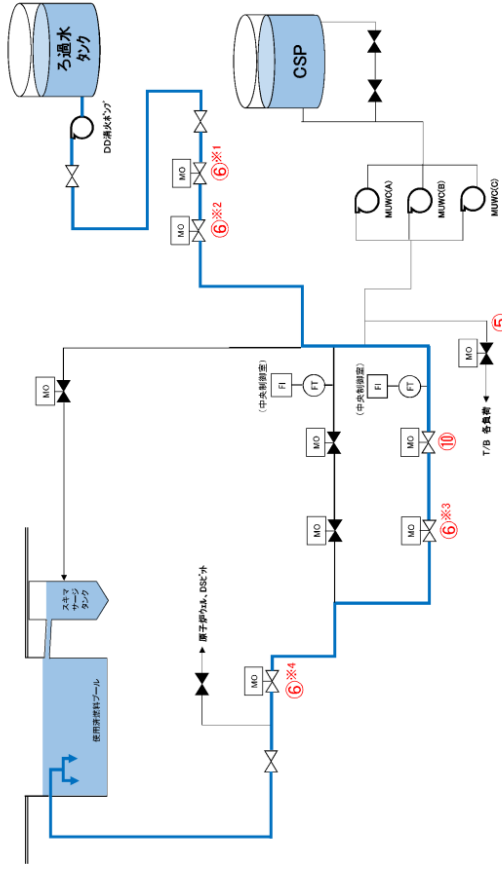 ろ過水
タンク
DD消火ポンプ
CSP
MO
⑥※1
MO
⑥※2
MUWC(A)
MUWC(B)
MUWC(C)
MO
⑤
T/B 各負荷
MO
FI
FT
(中央制御室)
FI
FT
(中央制御室)
MO
MO
⑩
MO
MO
⑥※3
スキマ
サージ
タンク
使用済燃料プール
原子炉ウェル、DSピット
MO
⑥※4